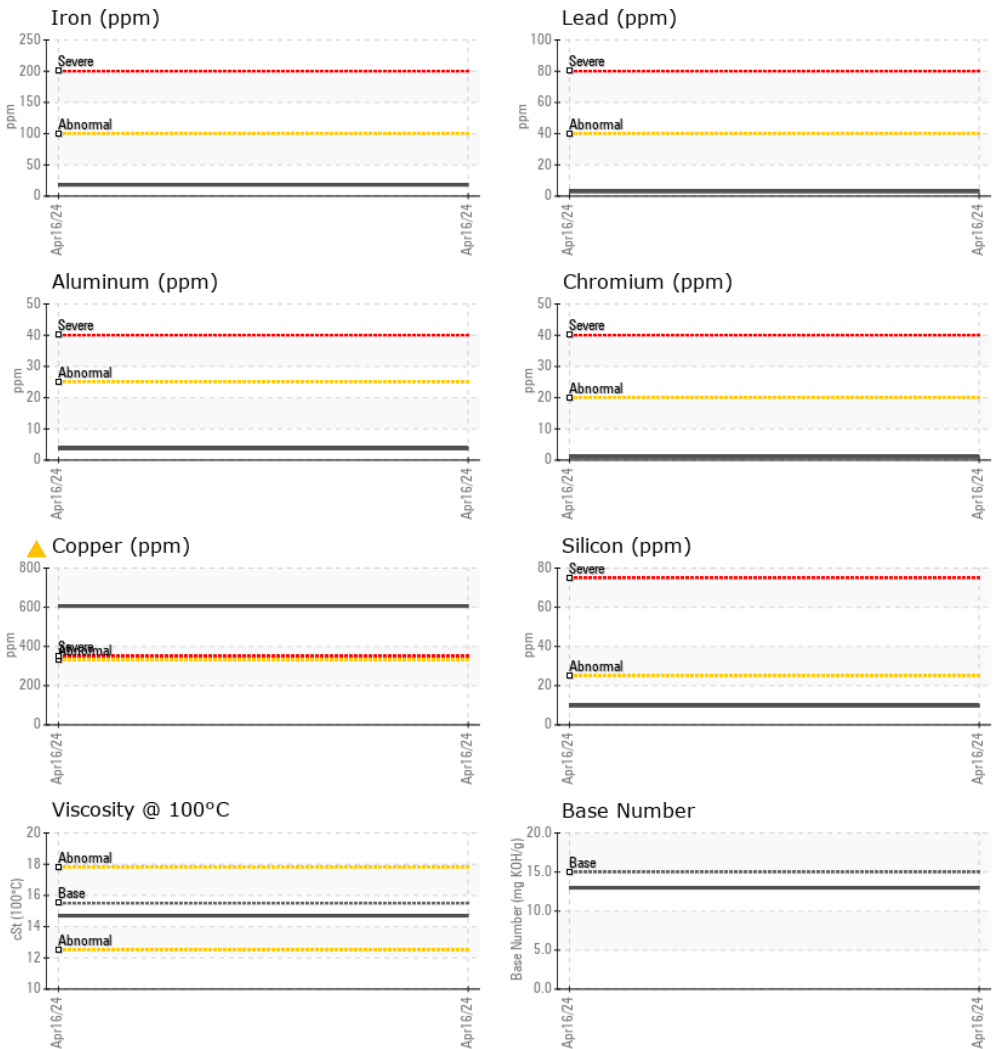 Iron (ppm)
250
200
150
100
50
0
ppm
Severe
Abnormal
Apr16/24
Apr16/24
Lead (ppm)
100
80
60
40
20
0
ppm
Severe
Abnormal
Apr16/24
Apr16/24
Aluminum (ppm)
50
40
30
20
10
0
ppm
Severe
Abnormal
Apr16/24
Apr16/24
Chromium (ppm)
50
40
30
20
10
0
ppm
Severe
Abnormal
Apr16/24
Apr16/24
Copper (ppm)
800
600
400
200
0
ppm
Severe
Abnormal
Apr16/24
Apr16/24
Silicon (ppm)
80
60
40
20
0
ppm
Severe
Abnormal
Apr16/24
Apr16/24
Viscosity @ 100°C
20
18
16
14
12
10
cSt (100°C)
Abnormal
Base
Abnormal
Apr16/24
Apr16/24
Base Number
20.0
15.0
10.0
5.0
0.0
Base Number (mg KOH/g)
Base
Apr16/24
Apr16/24